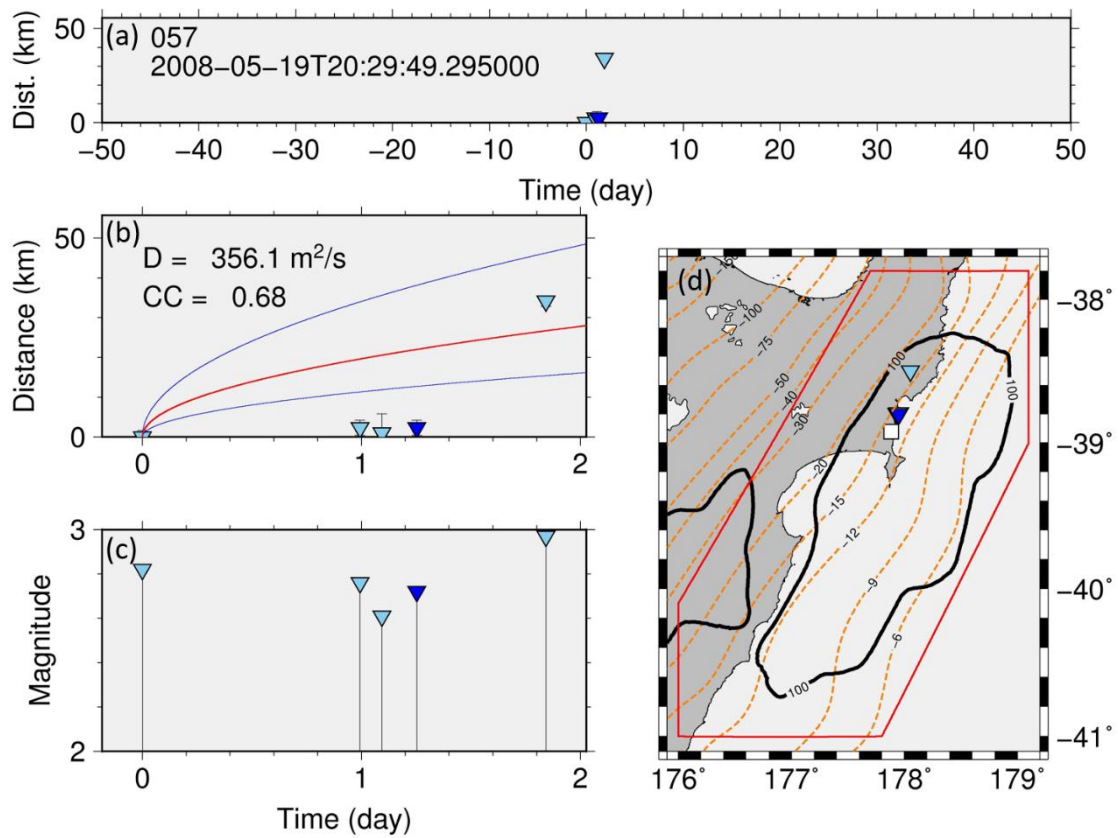 (a) 057
2008−05−19T20:29:49.295000
Dist. (km)
50
0
−50 −40 −30 −20 −10 0 10 20 30 40 50
Time (day)
(b)
D = 356.1 m²/s
CC = 0.68
Distance (km)
50
0
0 1 2
(c)
Magnitude
3
2
0 1 2
Time (day)
(d)
−100
−75
−50
−40
−30
−20
−15
−12
−9
−6
100
100
100
−38°
−39°
−40°
−41°
176° 177° 178° 179°